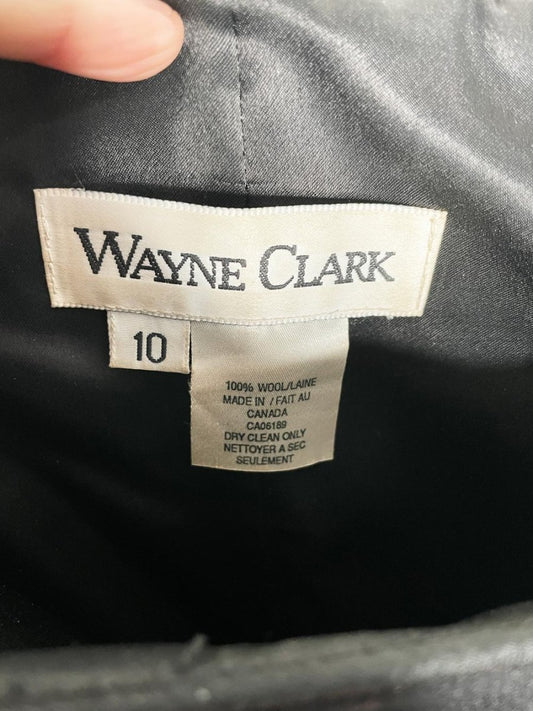 WAYNE CLARK
10
100% WOOL/LAINE
MADE IN / FAIT AU
CANADA
CA06189
DRY CLEAN ONLY
NETTOYER A SEC
SEULEMENT